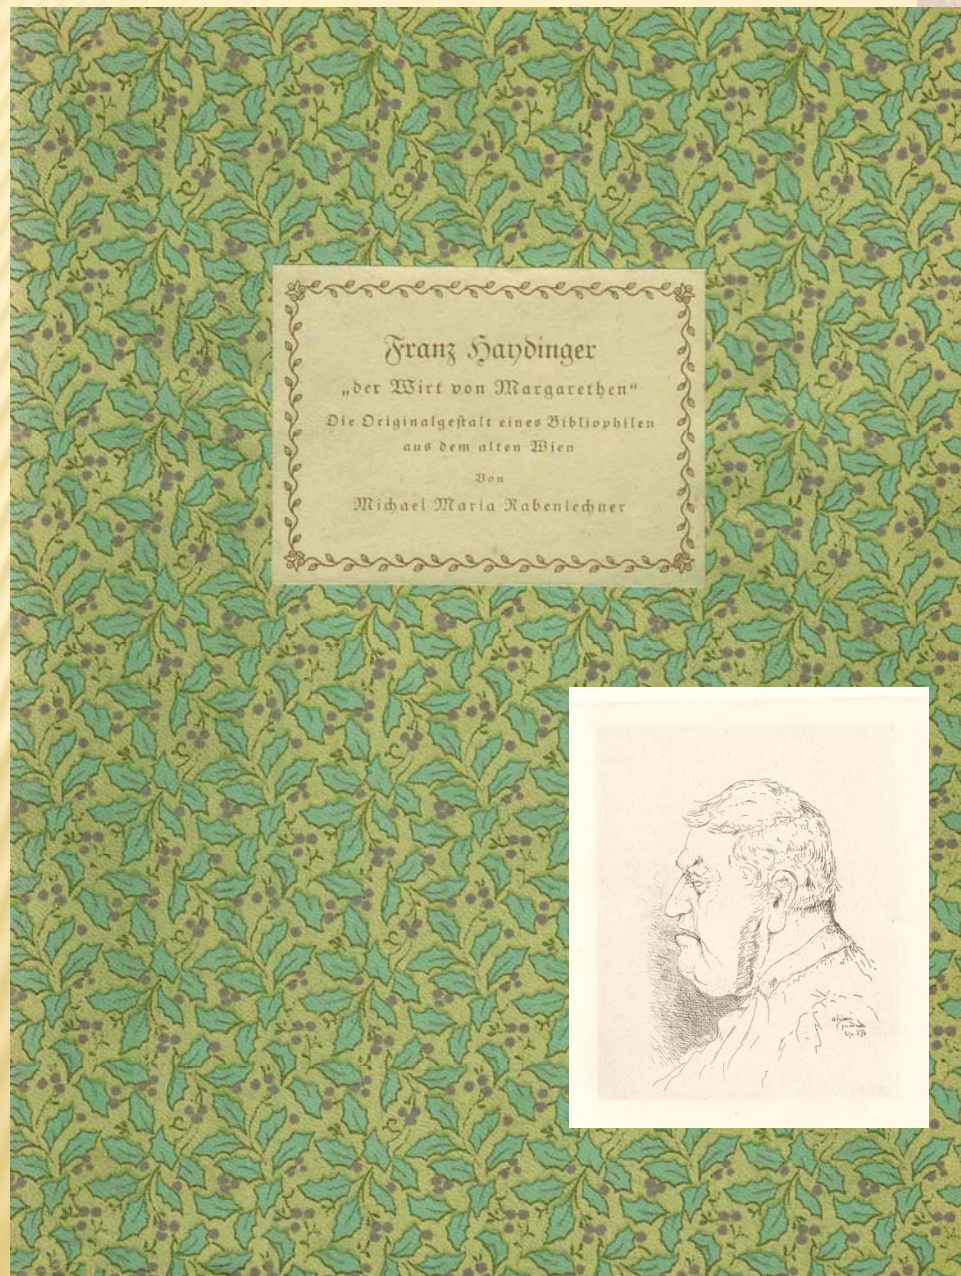 Franz Haydinger
„der Wirt von Margarethen“
Die Originalgestalt eines Bibliophilen
aus dem alten Wien
Von
Michael Maria Rabenlechner